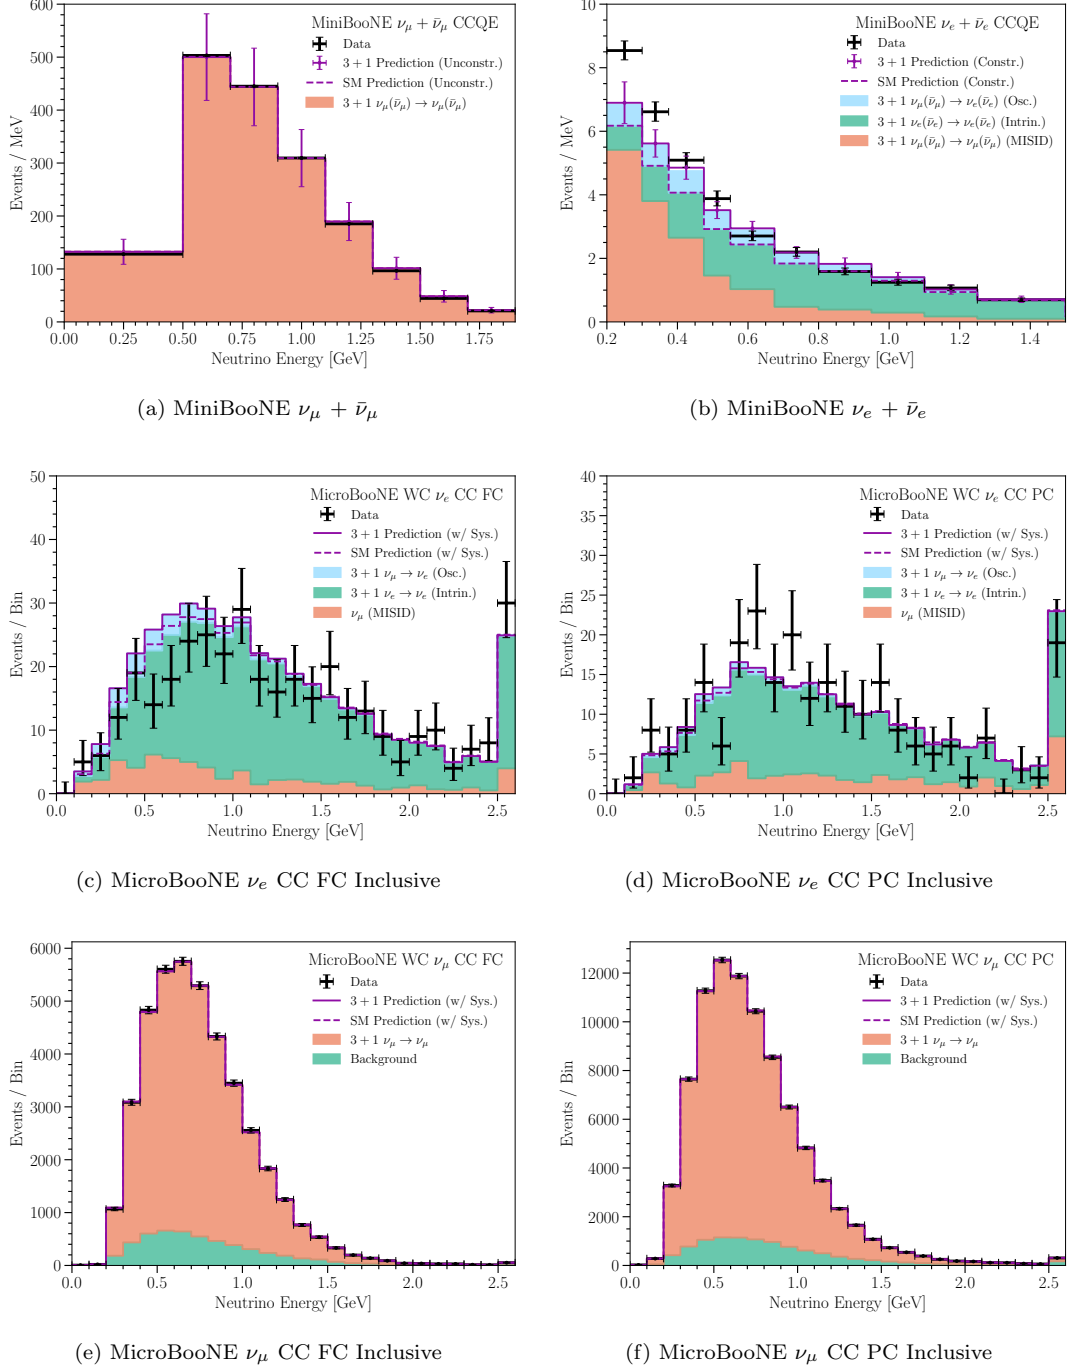 MiniBooNE νμ + ν̄μ CCQE
Data
3 + 1 Prediction (Unconstr.)
SM Prediction (Unconstr.)
3 + 1 νμ(ν̄μ) → νμ(ν̄μ)
Events / MeV
600
500
400
300
200
100
0
0.00 0.25 0.50 0.75 1.00 1.25 1.50 1.75
Neutrino Energy [GeV]
(a) MiniBooNE νμ + ν̄μ
MiniBooNE νe + ν̄e CCQE
Data
3 + 1 Prediction (Constr.)
SM Prediction (Constr.)
3 + 1 νμ(ν̄μ) → νe(ν̄e) (Osc.)
3 + 1 νe(ν̄e) → νe(ν̄e) (Intrin.)
3 + 1 νμ(ν̄μ) → νμ(ν̄μ) (MISID)
Events / MeV
10
8
6
4
2
0
0.2 0.4 0.6 0.8 1.0 1.2 1.4
Neutrino Energy [GeV]
(b) MiniBooNE νe + ν̄e
MicroBooNE WC νe CC FC
Data
3 + 1 Prediction (w/ Sys.)
SM Prediction (w/ Sys.)
3 + 1 νμ → νe (Osc.)
3 + 1 νe → νe (Intrin.)
νμ (MISID)
Events / Bin
50
40
30
20
10
0
0.0 0.5 1.0 1.5 2.0 2.5
Neutrino Energy [GeV]
(c) MicroBooNE νe CC FC Inclusive
MicroBooNE WC νe CC PC
Data
3 + 1 Prediction (w/ Sys.)
SM Prediction (w/ Sys.)
3 + 1 νμ → νe (Osc.)
3 + 1 νe → νe (Intrin.)
νμ (MISID)
Events / Bin
40
35
30
25
20
15
10
5
0
0.0 0.5 1.0 1.5 2.0 2.5
Neutrino Energy [GeV]
(d) MicroBooNE νe CC PC Inclusive
MicroBooNE WC νμ CC FC
Data
3 + 1 Prediction (w/ Sys.)
SM Prediction (w/ Sys.)
3 + 1 νμ → νμ
Background
Events / Bin
6000
5000
4000
3000
2000
1000
0
0.0 0.5 1.0 1.5 2.0 2.5
Neutrino Energy [GeV]
(e) MicroBooNE νμ CC FC Inclusive
MicroBooNE WC νμ CC PC
Data
3 + 1 Prediction (w/ Sys.)
SM Prediction (w/ Sys.)
3 + 1 νμ → νμ
Background
Events / Bin
12000
10000
8000
6000
4000
2000
0
0.0 0.5 1.0 1.5 2.0 2.5
Neutrino Energy [GeV]
(f) MicroBooNE νμ CC PC Inclusive